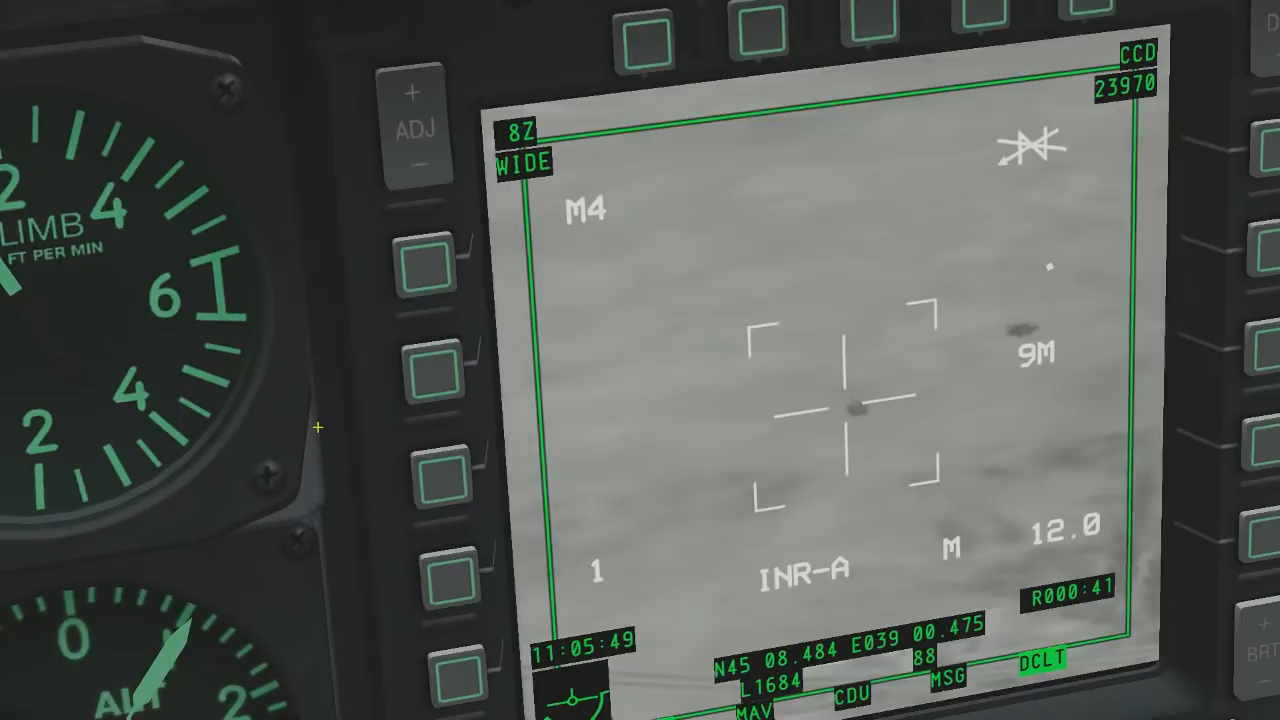 CCD
23970
8Z
WIDE
+
ADJ
−
M4
2
4
LIMB
FT PER MIN
6
9M
4
2
12.0
M
INR-A
1
R000:41
11:05:49
N45 08.484 E039 00.475
88
L1684
MSG
DCLT
CDU
MAV
0
ALT
2
+
BRT
−